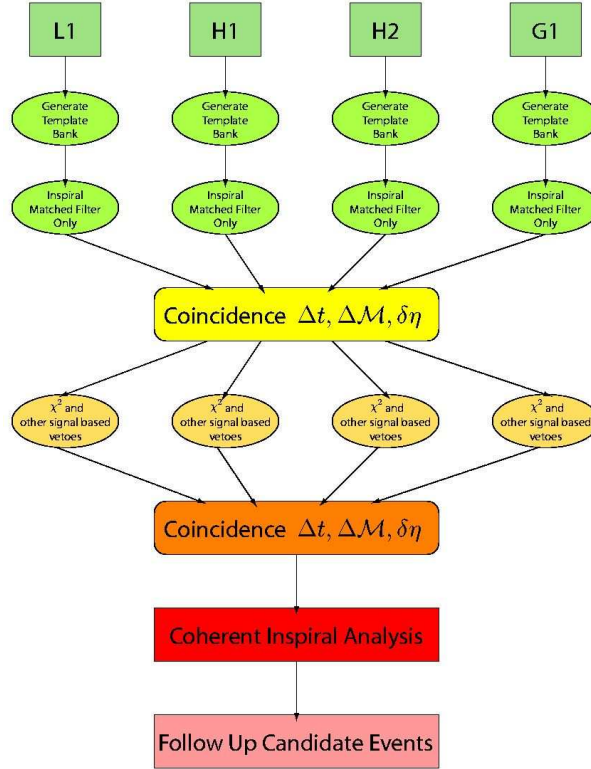 L1 H1 H2 G1
Generate Generate Generate Generate
Template Template Template Template
Bank Bank Bank Bank
Inspiral Inspiral Inspiral Inspiral
Matched Filter Matched Filter Matched Filter Matched Filter
Only Only Only Only
Coincidence Δt, Δℳ, δη
χ² and χ² and χ² and χ² and
other signal based other signal based other signal based other signal based
vetoes vetoes vetoes vetoes
Coincidence Δt, Δℳ, δη
Coherent Inspiral Analysis
Follow Up Candidate Events